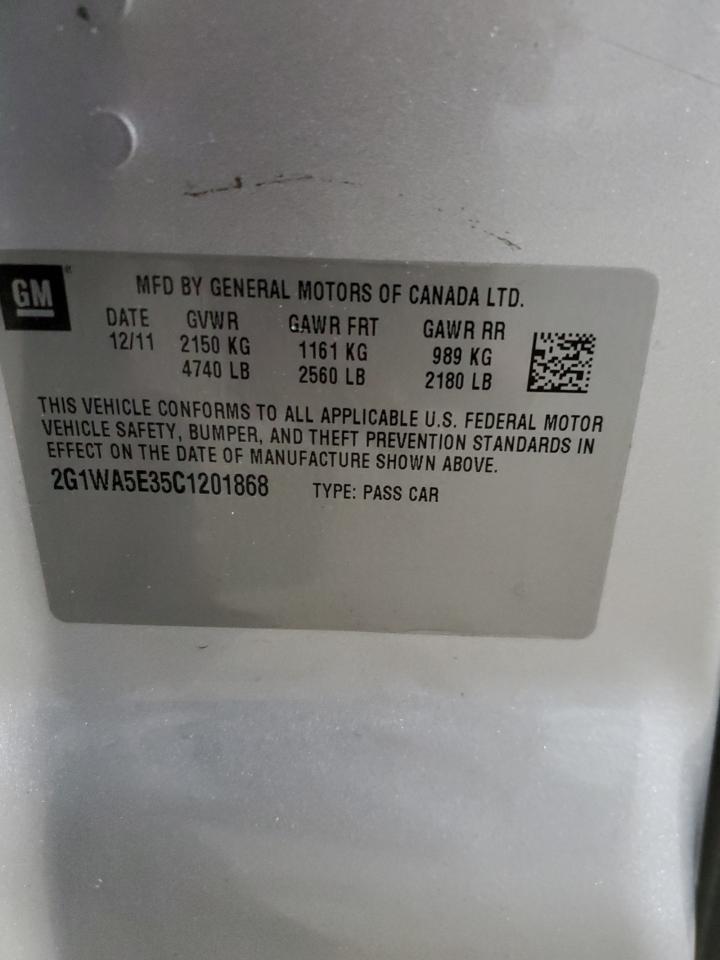 GM
MFD BY GENERAL MOTORS OF CANADA LTD.
DATE GVWR GAWR FRT GAWR RR
12/11 2150 KG 1161 KG 989 KG
4740 LB 2560 LB 2180 LB
THIS VEHICLE CONFORMS TO ALL APPLICABLE U.S. FEDERAL MOTOR
VEHICLE SAFETY, BUMPER, AND THEFT PREVENTION STANDARDS IN
EFFECT ON THE DATE OF MANUFACTURE SHOWN ABOVE.
2G1WA5E35C1201868 TYPE: PASS CAR